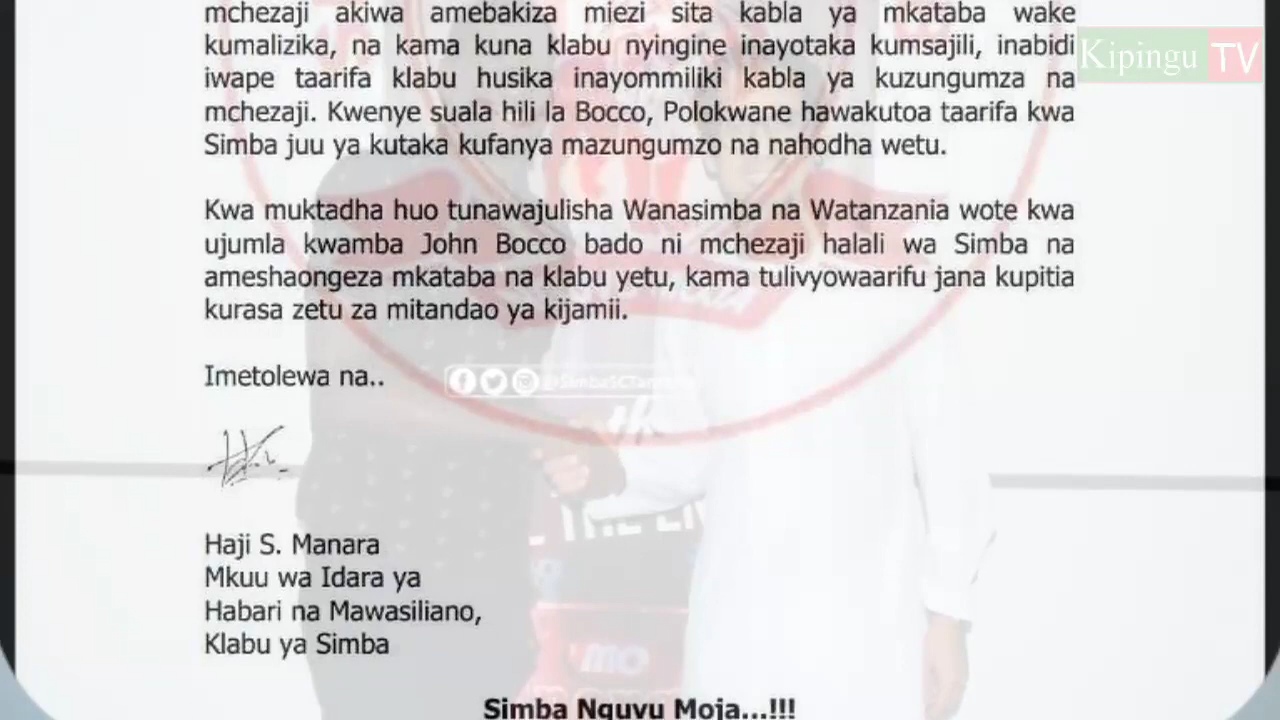 mchezaji akiwa amebakiza miezi sita kabla ya mkataba wake
kumalizika, na kama kuna klabu nyingine inayotaka kumsajili, inabidi
iwape taarifa klabu husika inayommiliki kabla ya kuzungumza na
mchezaji. Kwenye suala hili la Bocco, Polokwane hawakutoa taarifa kwa
Simba juu ya kutaka kufanya mazungumzo na nahodha wetu.
Kwa muktadha huo tunawajulisha Wanasimba na Watanzania wote kwa
ujumla kwamba John Bocco bado ni mchezaji halali wa Simba na
ameshaongeza mkataba na klabu yetu, kama tulivyowaarifu jana kupitia
kurasa zetu za mitandao ya kijamii.
Imetolewa na..
Haji S. Manara
Mkuu wa Idara ya
Habari na Mawasiliano,
Klabu ya Simba
Simba Nguvu Moja...!!!
Kipingu TV
mo